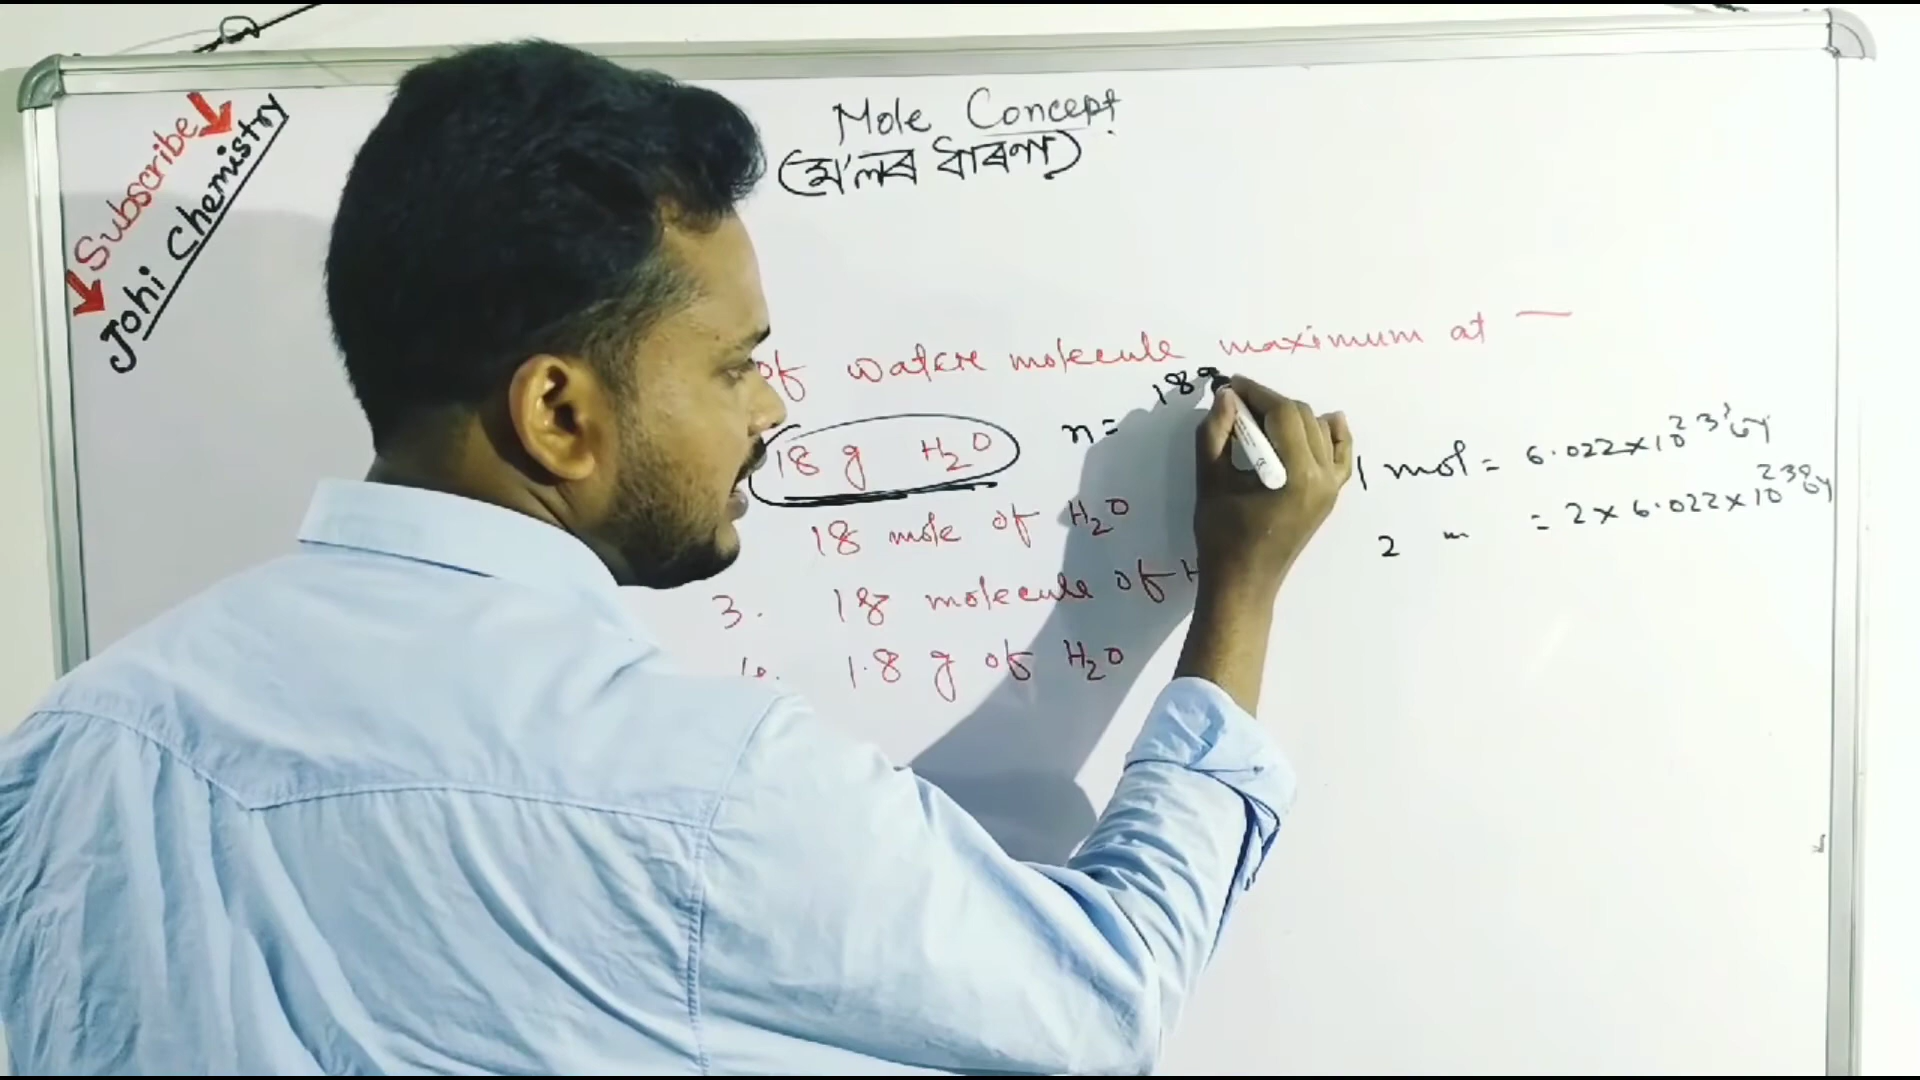 Subscribe
Johi Chemistry
Mole Concept
(ম'লৰ ধাৰণা)
of water molecule maximum at —
18 g H₂O
n=
18g
18 mole of H₂O
3. 18 molecule of H
1.8 g of H₂O
1 mol = 6.022×10²³
2 = 2×6.022×10²³